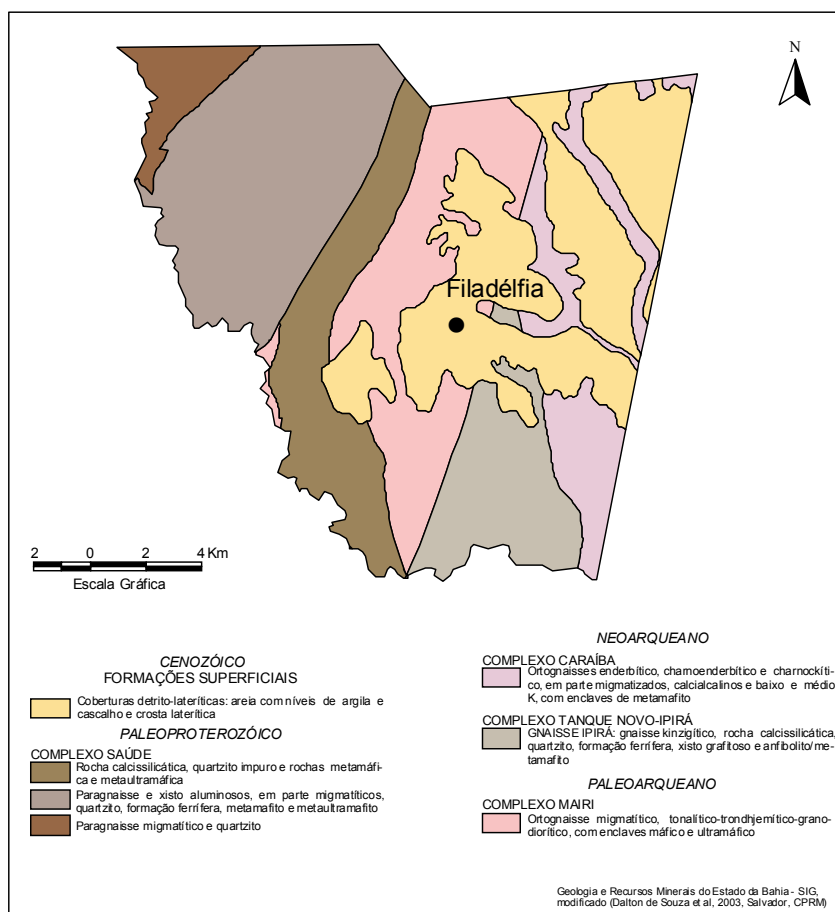 N
Filadélfia
2 0 2 4 Km
Escala Gráfica
CENOZÓICO
FORMAÇÕES SUPERFICIAIS
Coberturas detrito-lateríticas: areia com níveis de argila e
cascalho e crosta laterítica
PALEOPROTEROZÓICO
COMPLEXO SAÚDE
Rocha calcissilicática, quartzito impuro e rochas metamáfi-
ca e metaultramáfica
Paragnaisse e xisto aluminosos, em parte migmatíticos,
quartzito, formação ferrífera, metamafito e metaultramafito
Paragnaisse migmatítico e quartzito
NEOARQUEANO
COMPLEXO CARAÍBA
Ortognaisses enderbítico, charnoenderbítico e charnockíti-
co, em parte migmatizados, calcialcalinos e baixo e médio
K, com enclaves de metamafito
COMPLEXO TANQUE NOVO-IPIRÁ
GNAISSE IPIRÁ: gnaisse kinzigítico, rocha calcissilicática,
quartzito, formação ferrífera, xisto grafitoso e anfibolito/me-
tamafito
PALEOARQUEANO
COMPLEXO MAIRI
Ortognaisse migmatítico, tonalítico-trondhjemítico-grano-
diorítico, com enclaves máfico e ultramáfico
Geologia e Recursos Minerais do Estado da Bahia - SIG,
modificado (Dalton de Souza et al, 2003, Salvador, CPRM)